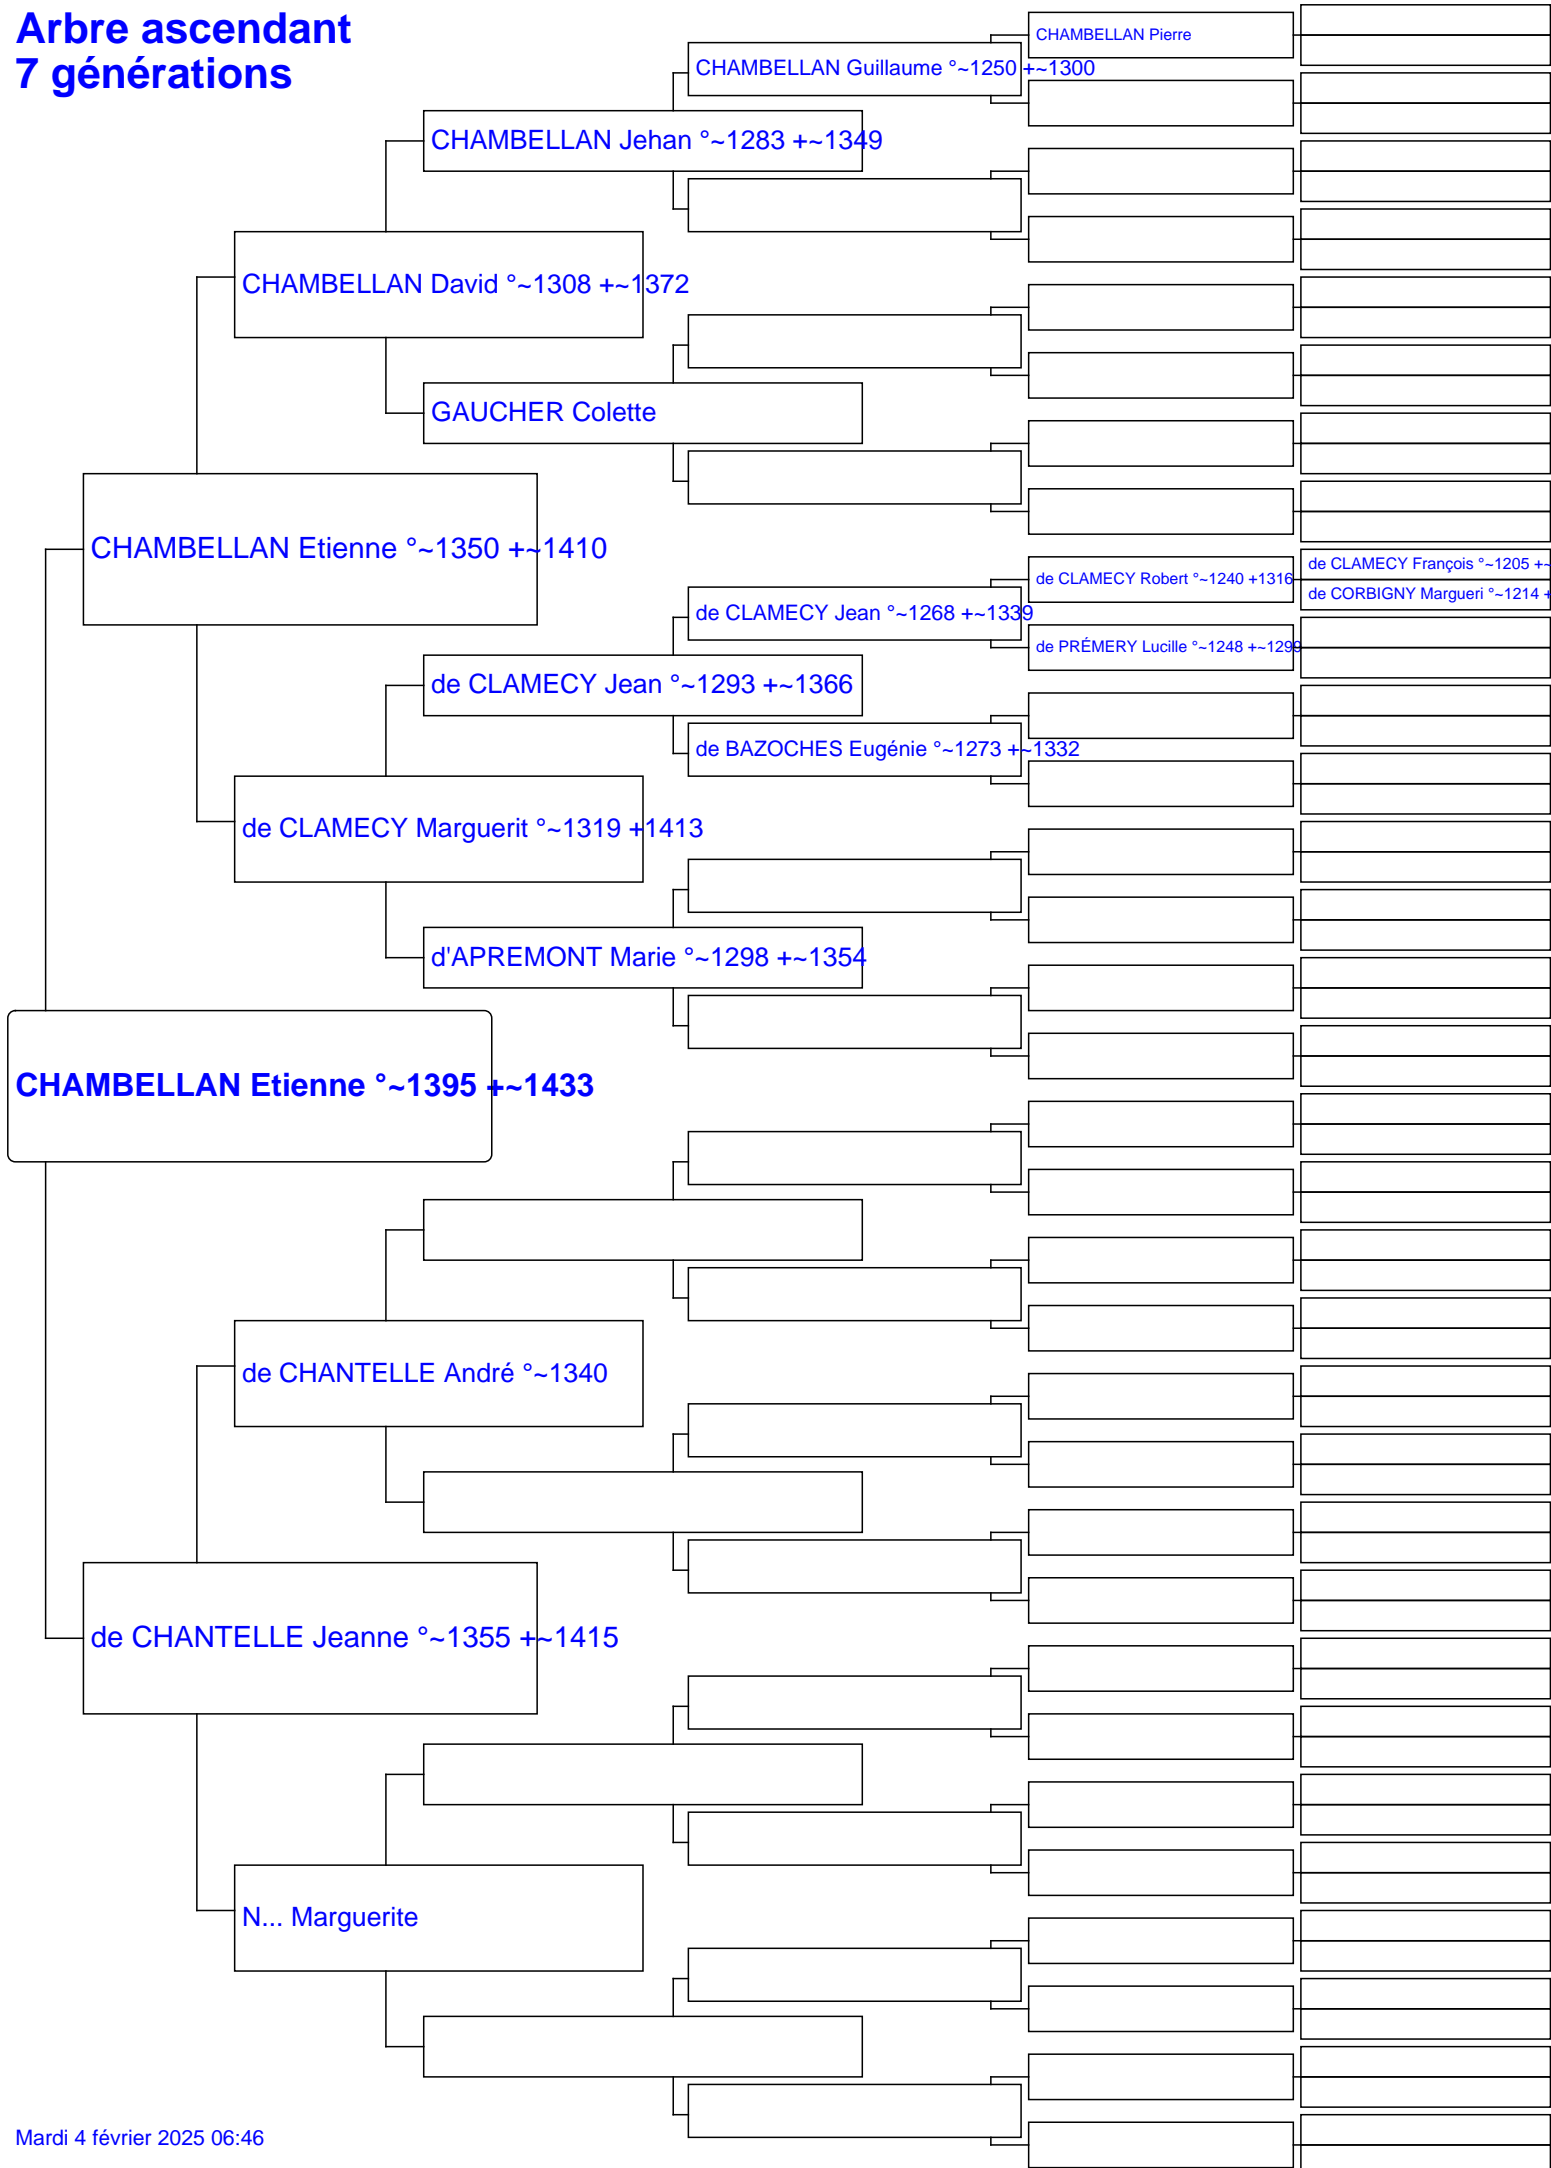 Arbre ascendant
7 générations
CHAMBELLAN Pierre
CHAMBELLAN Guillaume °~1250 +~1300
CHAMBELLAN Jehan °~1283 +~1349
CHAMBELLAN David °~1308 +~1372
GAUCHER Colette
CHAMBELLAN Etienne °~1350 +~1410
de CLAMECY François °~1205 +~
de CLAMECY Robert °~1240 +1316
de CORBIGNY Margueri °~1214 +
de CLAMECY Jean °~1268 +~1339
de PRÉMERY Lucille °~1248 +~1299
de CLAMECY Jean °~1293 +~1366
de BAZOCHES Eugénie °~1273 +~1332
de CLAMECY Marguerit °~1319 +1413
d'APREMONT Marie °~1298 +~1354
CHAMBELLAN Etienne °~1395 +~1433
de CHANTELLE André °~1340
de CHANTELLE Jeanne °~1355 +~1415
N... Marguerite
Mardi 4 février 2025 06:46